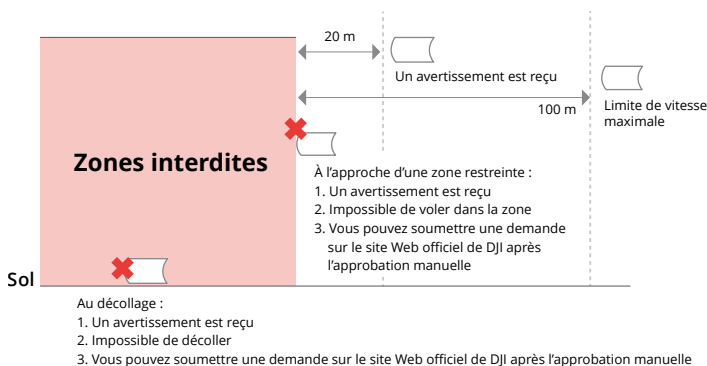 20 m
Un avertissement est reçu
100 m
Limite de vitesse
maximale
Zones interdites
À l’approche d’une zone restreinte :
1. Un avertissement est reçu
2. Impossible de voler dans la zone
3. Vous pouvez soumettre une demande
sur le site Web officiel de DJI après
l’approbation manuelle
Sol
Au décollage :
1. Un avertissement est reçu
2. Impossible de décoller
3. Vous pouvez soumettre une demande sur le site Web officiel de DJI après l’approbation manuelle